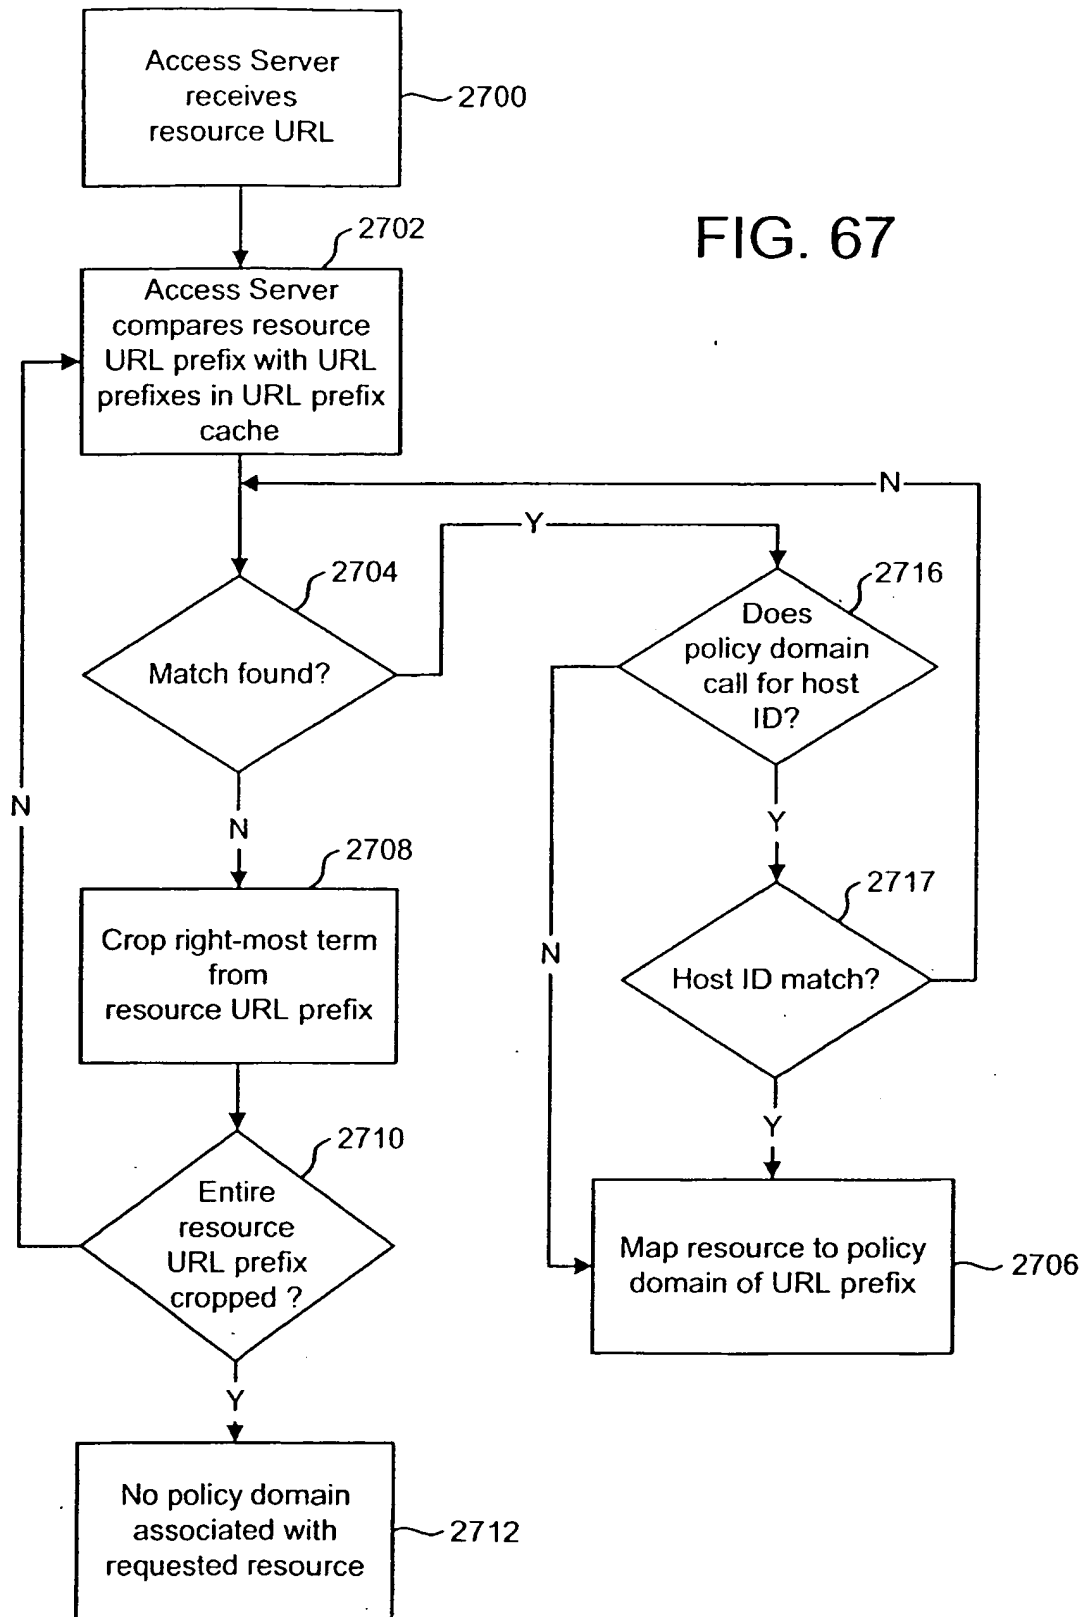 Access Server
receives
resource URL
2700
FIG. 67
2702
Access Server
compares resource
URL prefix with URL
prefixes in URL prefix
cache
N
Y
2704
Match found?
2716
Does
policy domain
call for host
ID?
N
N
Y
2708
Crop right-most term
from
resource URL prefix
2717
Host ID match?
N
Y
2710
Entire
resource
URL prefix
cropped ?
Map resource to policy
domain of URL prefix
2706
Y
No policy domain
associated with
requested resource
2712